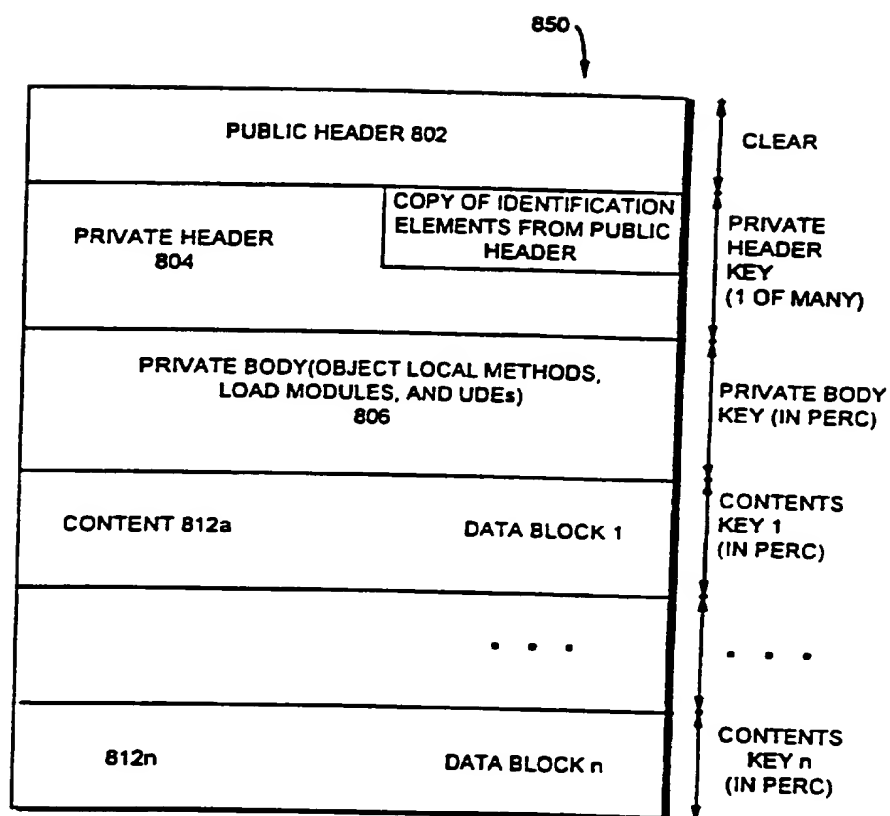 850
PUBLIC HEADER 802
CLEAR
PRIVATE HEADER
804
COPY OF IDENTIFICATION
ELEMENTS FROM PUBLIC
HEADER
PRIVATE
HEADER
KEY
(1 OF MANY)
PRIVATE BODY(OBJECT LOCAL METHODS,
LOAD MODULES, AND UDEs)
806
PRIVATE BODY
KEY (IN PERC)
CONTENT 812a
DATA BLOCK 1
CONTENTS
KEY 1
(IN PERC)
. . .
. . .
812n
DATA BLOCK n
CONTENTS
KEY n
(IN PERC)